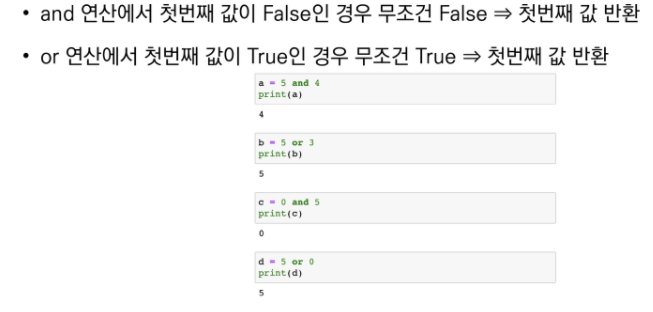 • and 연산에서 첫번째 값이 False인 경우 무조건 False ⇒ 첫번째 값 반환
• or 연산에서 첫번째 값이 True인 경우 무조건 True ⇒ 첫번째 값 반환
a = 5 and 4
print(a)
4
b = 5 or 3
print(b)
5
c = 0 and 5
print(c)
0
d = 5 or 0
print(d)
5